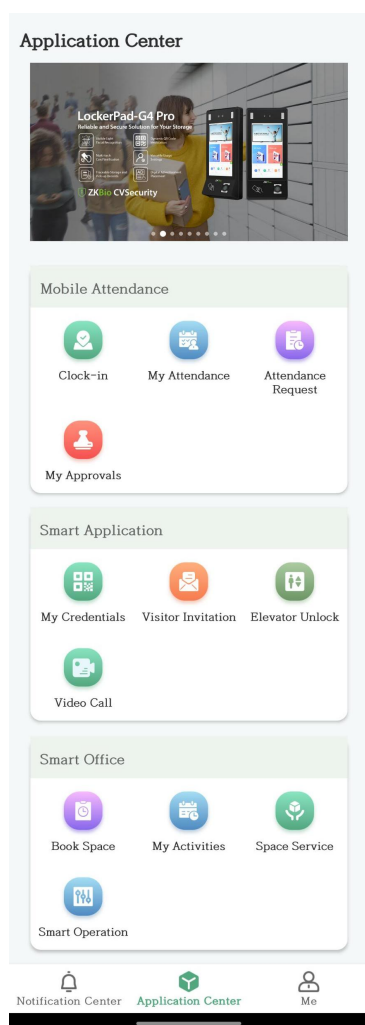 Application Center
LockerPad-G4 Pro
Reliable and Secure Solution for Your Storage
ZKBio CVSecurity
Mobile Attendance
Clock-in
My Attendance
Attendance
Request
My Approvals
Smart Application
My Credentials
Visitor Invitation
Elevator Unlock
Video Call
Smart Office
Book Space
My Activities
Space Service
Smart Operation
Notification Center
Application Center
Me